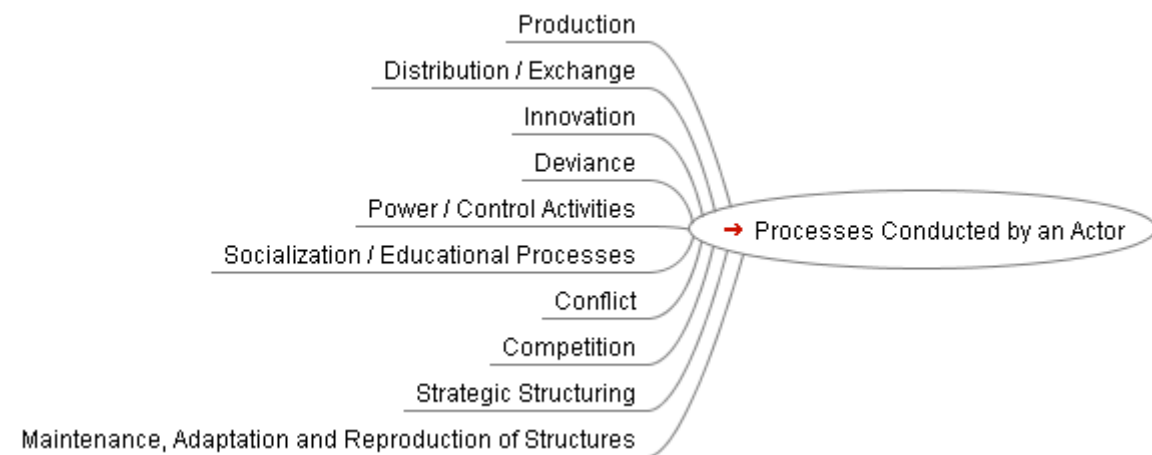 Production
Distribution / Exchange
Innovation
Deviance
Power / Control Activities
Socialization / Educational Processes
Conflict
Competition
Strategic Structuring
Maintenance, Adaptation and Reproduction of Structures
Processes Conducted by an Actor